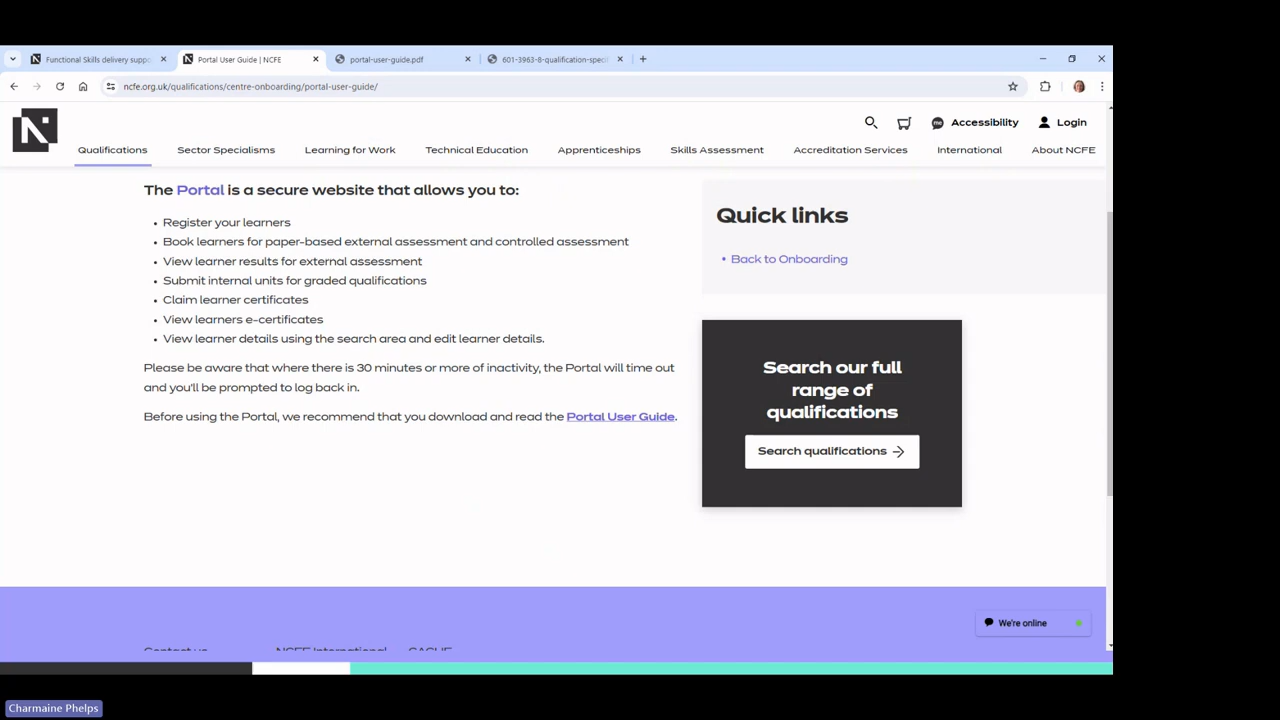 Functional Skills delivery suppo
Portal User Guide | NCFE
portal-user-guide.pdf
601-3963-8-qualification-specif
ncfe.org.uk/qualifications/centre-onboarding/portal-user-guide/
N
Accessibility
Login
Qualifications
Sector Specialisms
Learning for Work
Technical Education
Apprenticeships
Skills Assessment
Accreditation Services
International
About NCFE
The Portal is a secure website that allows you to:
• Register your learners
• Book learners for paper-based external assessment and controlled assessment
• View learner results for external assessment
• Submit internal units for graded qualifications
• Claim learner certificates
• View learners e-certificates
• View learner details using the search area and edit learner details.
Please be aware that where there is 30 minutes or more of inactivity, the Portal will time out
and you'll be prompted to log back in.
Before using the Portal, we recommend that you download and read the Portal User Guide.
Quick links
• Back to Onboarding
Search our full
range of
qualifications
Search qualifications
We're online
Contact us
NCFE International
CACHE
Charmaine Phelps